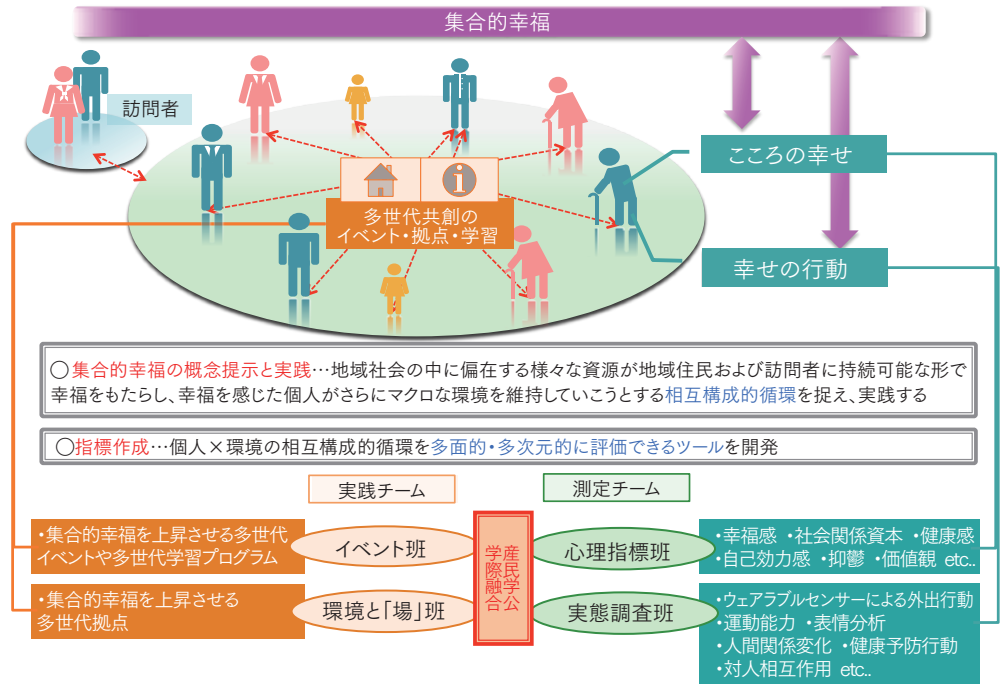 集合的幸福
訪問者
こころの幸せ
多世代共創の
イベント・拠点・学習
幸せの行動
○集合的幸福の概念提示と実践…地域社会の中に偏在する様々な資源が地域住民および訪問者に持続可能な形で
幸福をもたらし、幸福を感じた個人がさらにマクロな環境を維持していこうとする相互構成的循環を捉え、実践する
○指標作成…個人×環境の相互構成的循環を多面的・多次元的に評価できるツールを開発
実践チーム
測定チーム
・集合的幸福を上昇させる多世代
イベントや多世代学習プログラム
イベント班
産民学公
学際融合
心理指標班
・幸福感 ・社会関係資本 ・健康感
・自己効力感 ・抑鬱 ・価値観 etc..
・集合的幸福を上昇させる
多世代拠点
環境と「場」班
実態調査班
・ウェアラブルセンサーによる外出行動
・運動能力 ・表情分析
・人間関係変化 ・健康予防行動
・対人相互作用 etc..